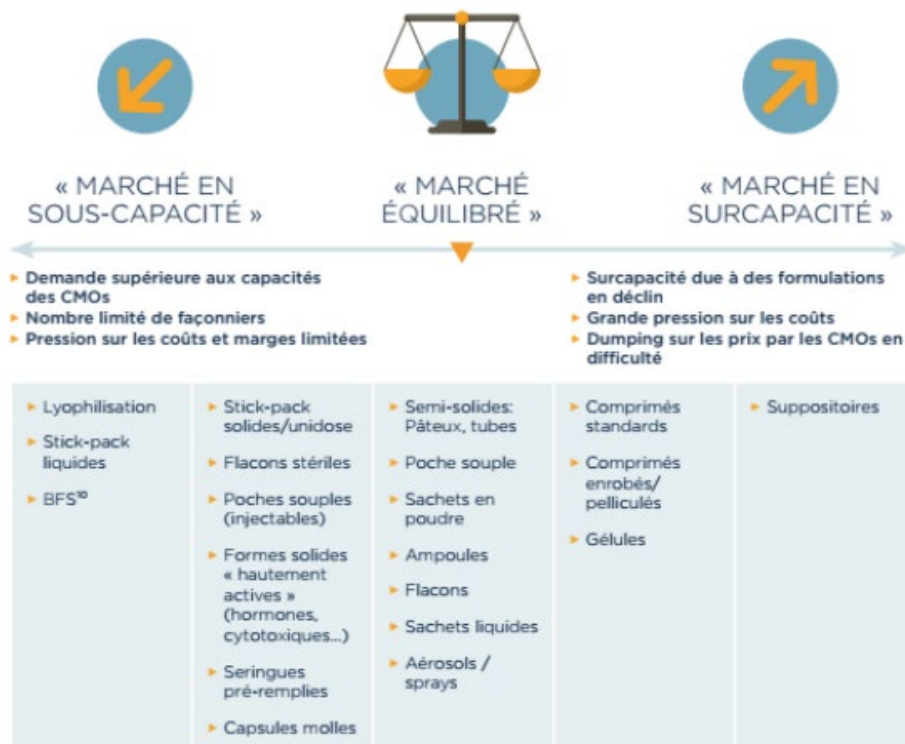 « MARCHÉ EN
SOUS-CAPACITÉ »
« MARCHÉ
ÉQUILIBRÉ »
« MARCHÉ EN
SURCAPACITÉ »
► Demande supérieure aux capacités
des CMOs
► Nombre limité de façonniers
► Pression sur les coûts et marges limitées
► Surcapacité due à des formulations
en déclin
► Grande pression sur les coûts
► Dumping sur les prix par les CMOs en
difficulté
► Lyophilisation
► Stick-pack
liquides
► BFS¹⁰
► Stick-pack
solides/unidose
► Flacons stériles
► Poches souples
(injectables)
► Formes solides
« hautement
actives »
(hormones,
cytotoxiques...)
► Seringues
pré-remplies
► Capsules molles
► Semi-solides:
Pâteux, tubes
► Poche souple
► Sachets en
poudre
► Ampoules
► Flacons
► Sachets liquides
► Aérosols /
sprays
► Comprimés
standards
► Comprimés
enrobés/
pelliculés
► Gélules
► Suppositoires